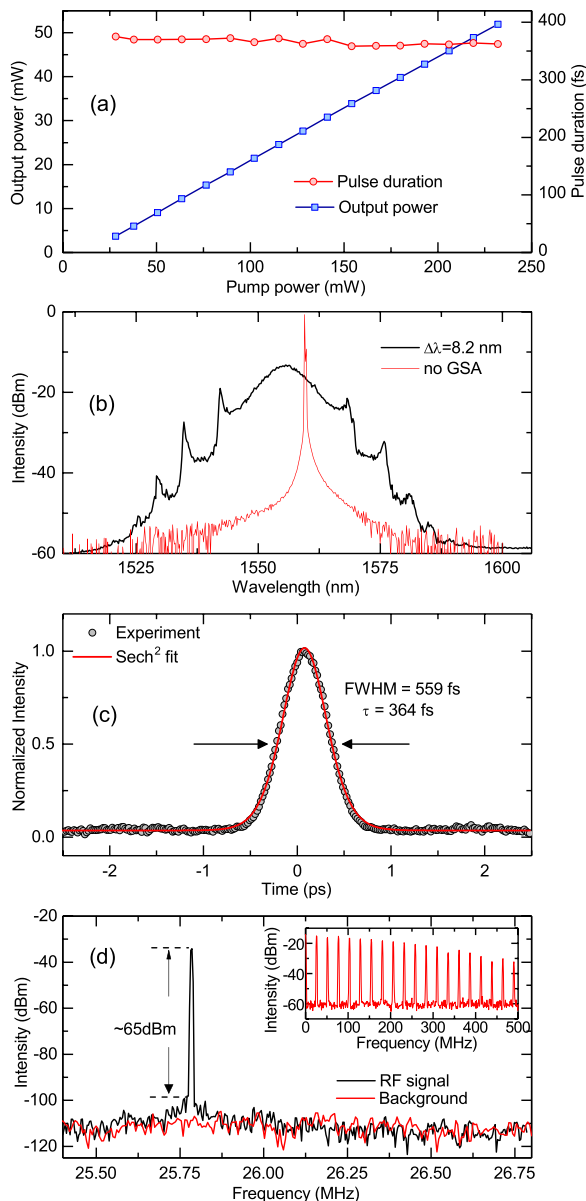 50
40
30
20
10
0
Output power (mW)
400
300
200
100
0
Pulse duration (fs)
(a)
Pulse duration
Output power
0 50 100 150 200 250
Pump power (mW)
0
-20
-40
-60
Intensity (dBm)
(b)
Δλ=8.2 nm
no GSA
1525 1550 1575 1600
Wavelength (nm)
1.0
0.5
0.0
Normalized Intensity
Experiment
Sech² fit
(c)
FWHM = 559 fs
τ = 364 fs
-2 -1 0 1 2
Time (ps)
-20
-40
-60
-80
-100
-120
Intensity (dBm)
(d)
~65dBm
-20
-40
-60
Intensity (dBm)
0 100 200 300 400 500
Frequency (MHz)
RF signal
Background
25.50 25.75 26.00 26.25 26.50 26.75
Frequency (MHz)